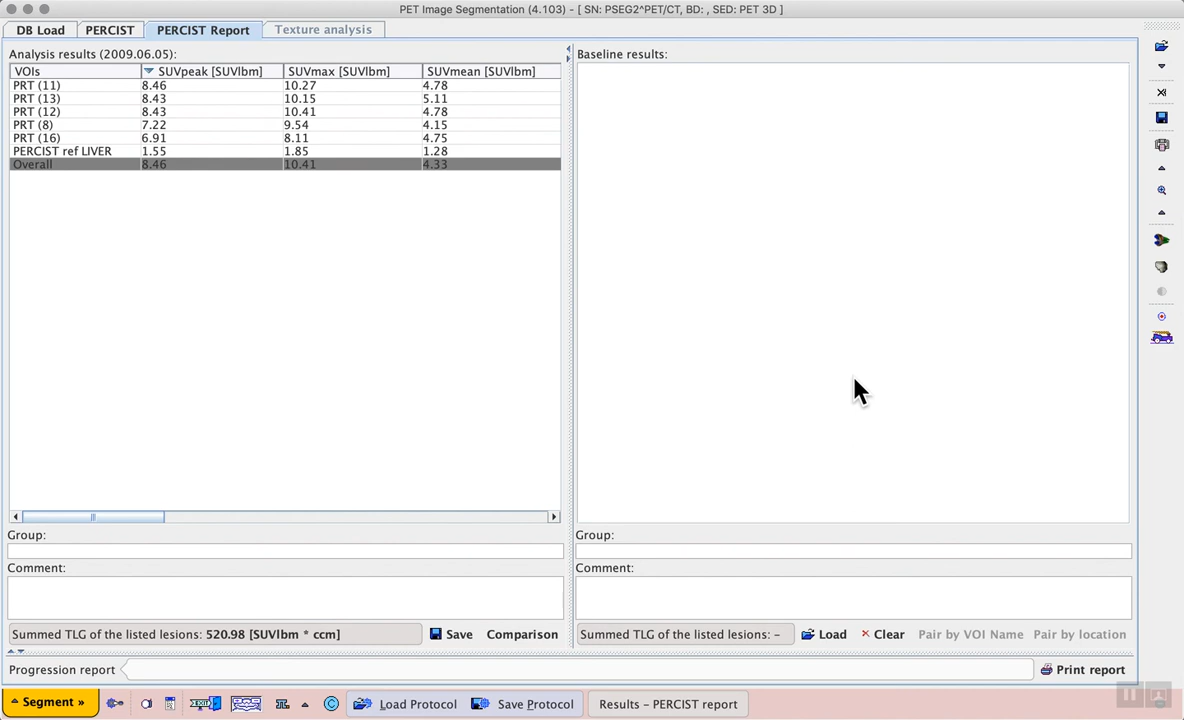 PET Image Segmentation (4.103) - [ SN: PSEG2^PET/CT, BD: , SED: PET 3D ]
DB Load PERCIST PERCIST Report Texture analysis
Analysis results (2009.06.05):
VOIs SUVpeak [SUVlbm] SUVmax [SUVlbm] SUVmean [SUVlbm]
PRT (11) 8.46 10.27 4.78
PRT (13) 8.43 10.15 5.11
PRT (12) 8.43 10.41 4.78
PRT (8) 7.22 9.54 4.15
PRT (16) 6.91 8.11 4.75
PERCIST ref LIVER 1.55 1.85 1.28
Overall 8.46 10.41 4.33
Group:
Comment:
Summed TLG of the listed lesions: 520.98 [SUVlbm * ccm] Save Comparison
Baseline results:
Group:
Comment:
Summed TLG of the listed lesions: - Load Clear Pair by VOI Name Pair by location
Progression report Print report
Segment » EXIT Load Protocol Save Protocol Results - PERCIST report